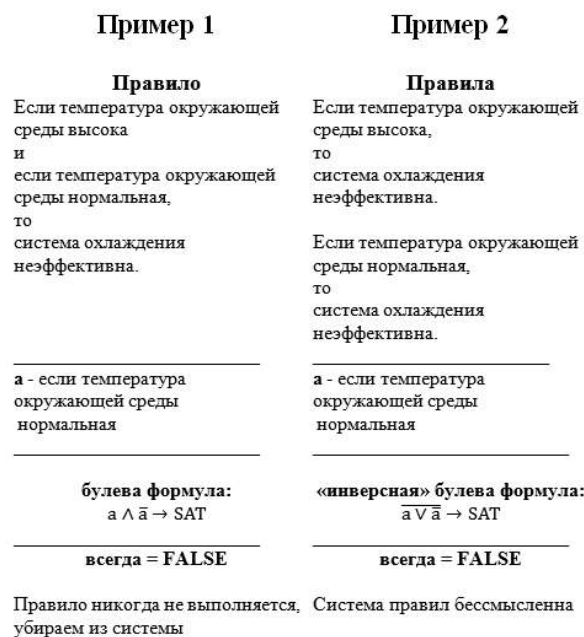 Пример 1
Правило
Если температура окружающей
среды высока
и
если температура окружающей
среды нормальная,
то
система охлаждения
неэффективна.
а - если температура
окружающей среды
нормальная
булева формула:
a ∧ a̅ → SAT
всегда = FALSE
Правило никогда не выполняется,
убираем из системы
Пример 2
Правила
Если температура окружающей
среды высока,
то
система охлаждения
неэффективна.
Если температура окружающей
среды нормальная,
то
система охлаждения
неэффективна.
а - если температура
окружающей среды
нормальная
«инверсная» булева формула:
a̅ ̅V̅ ̅a̅̅ → SAT
всегда = FALSE
Система правил бессмысленна